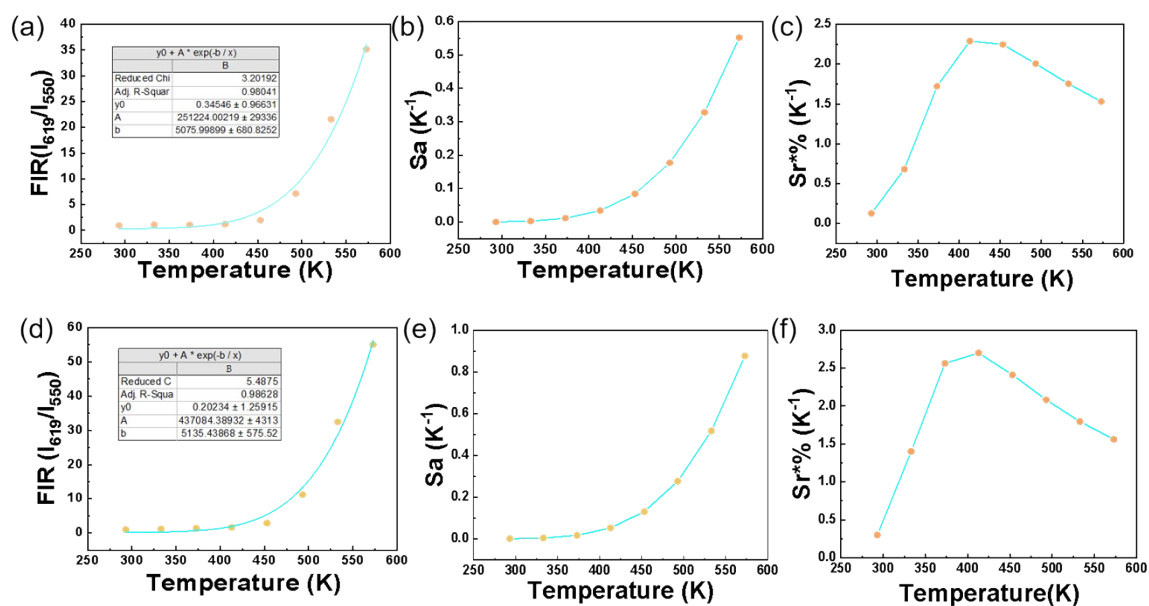 (a)
FIR(I619/I550)
40
35
30
25
20
15
10
5
0
y0 + A * exp(-b / x)
B
Reduced Chi 3.20192
Adj. R-Squar 0.98041
y0 0.34546 ± 0.96631
A 251224.00219 ± 29336
b 5075.99899 ± 680.8252
250 300 350 400 450 500 550 600
Temperature (K)
(b)
Sa (K-1)
0.6
0.5
0.4
0.3
0.2
0.1
0.0
250 300 350 400 450 500 550 600
Temperature(K)
(c)
Sr*% (K-1)
2.5
2.0
1.5
1.0
0.5
0.0
250 300 350 400 450 500 550 600
Temperature (K)
(d)
FIR (I619/I550)
60
50
40
30
20
10
0
y0 + A * exp(-b / x)
B
Reduced C 5.4875
Adj. R-Squa 0.98628
y0 0.20234 ± 1.25915
A 437084.38932 ± 4313
b 5135.43868 ± 575.52
250 300 350 400 450 500 550 600
Temperature (K)
(e)
Sa (K-1)
1.0
0.8
0.6
0.4
0.2
0.0
250 300 350 400 450 500 550 600
Temperature (K)
(f)
Sr*% (K-1)
3.0
2.5
2.0
1.5
1.0
0.5
0.0
250 300 350 400 450 500 550 600
Temperature(K)